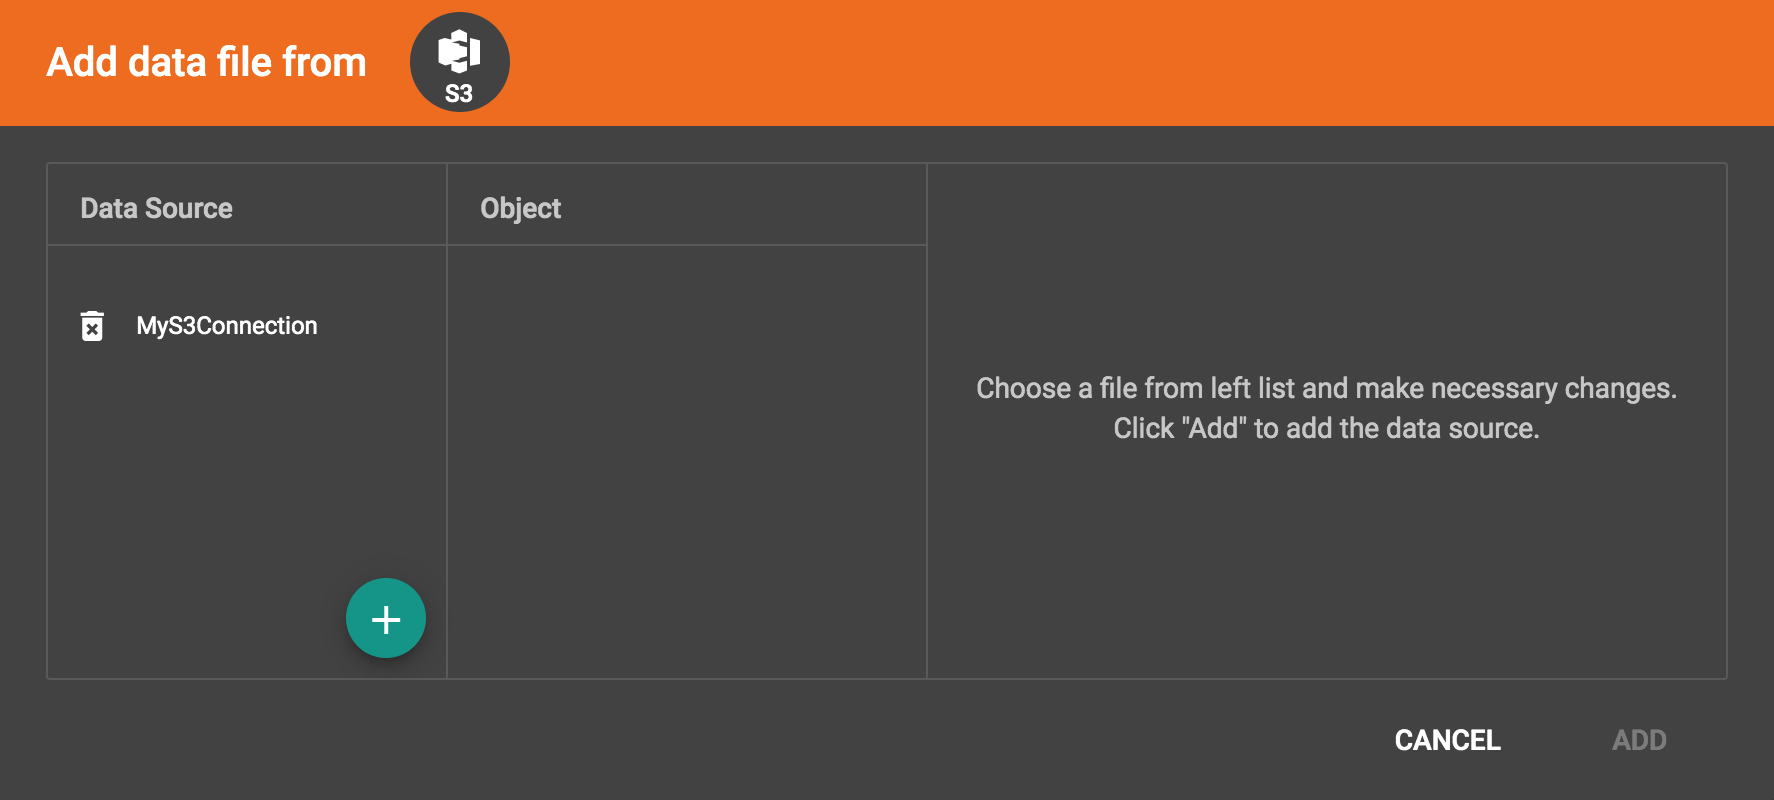 Add data file from
S3
Data Source
Object
MyS3Connection
Choose a file from left list and make necessary changes.
Click "Add" to add the data source.
CANCEL
ADD